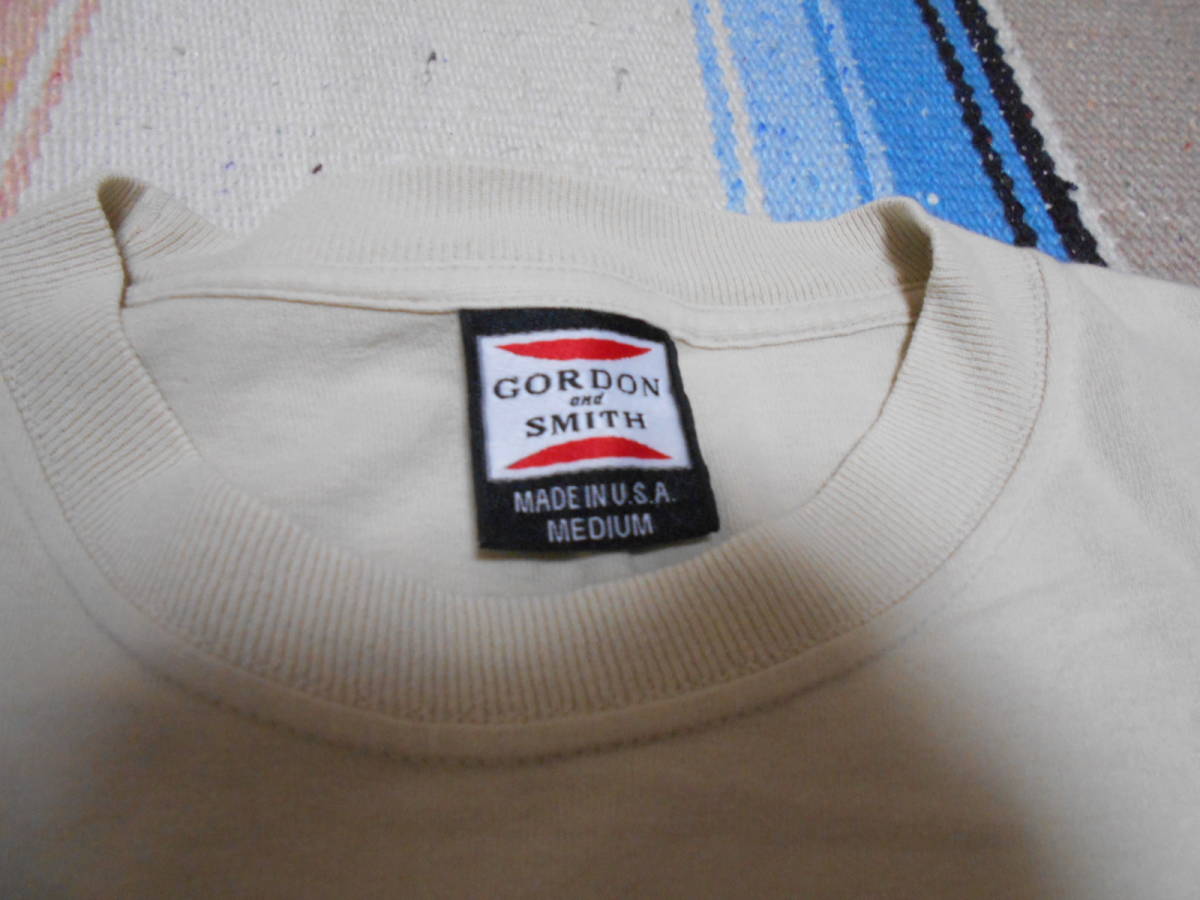 GORDON
and
SMITH
MADE IN U.S.A.
MEDIUM